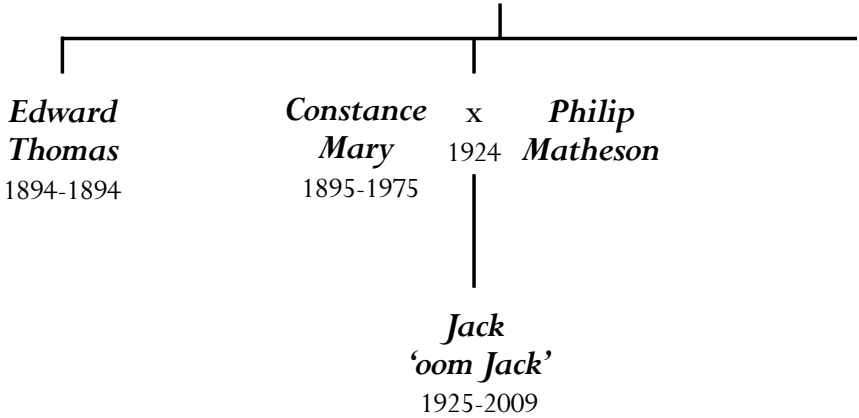 Edward
Thomas
1894-1894
Constance
Mary
1895-1975
x
1924
Philip
Matheson
Jack
‘oom Jack’
1925-2009